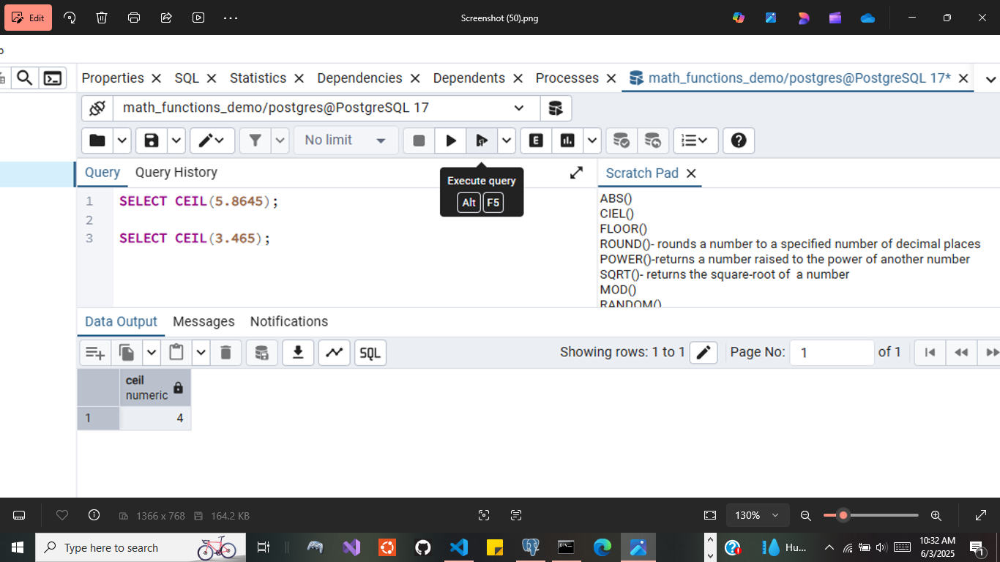 Edit
Screenshot (50).png
Properties SQL Statistics Dependencies Dependents Processes math_functions_demo/postgres@PostgreSQL 17*
math_functions_demo/postgres@PostgreSQL 17
No limit E
Execute query
Alt F5
Query Query History
Scratch Pad
1 SELECT CEIL(5.8645);
2
3 SELECT CEIL(3.465);
ABS()
CIEL()
FLOOR()
ROUND()- rounds a number to a specified number of decimal places
POWER()-returns a number raised to the power of another number
SQRT()- returns the square-root of a number
MOD()
RANDOM()
Data Output Messages Notifications
SQL Showing rows: 1 to 1 Page No: 1 of 1
ceil
numeric
1 4
1366 x 768 164.2 KB 130%
Type here to search
Hu...
10:32 AM
6/3/2025
1